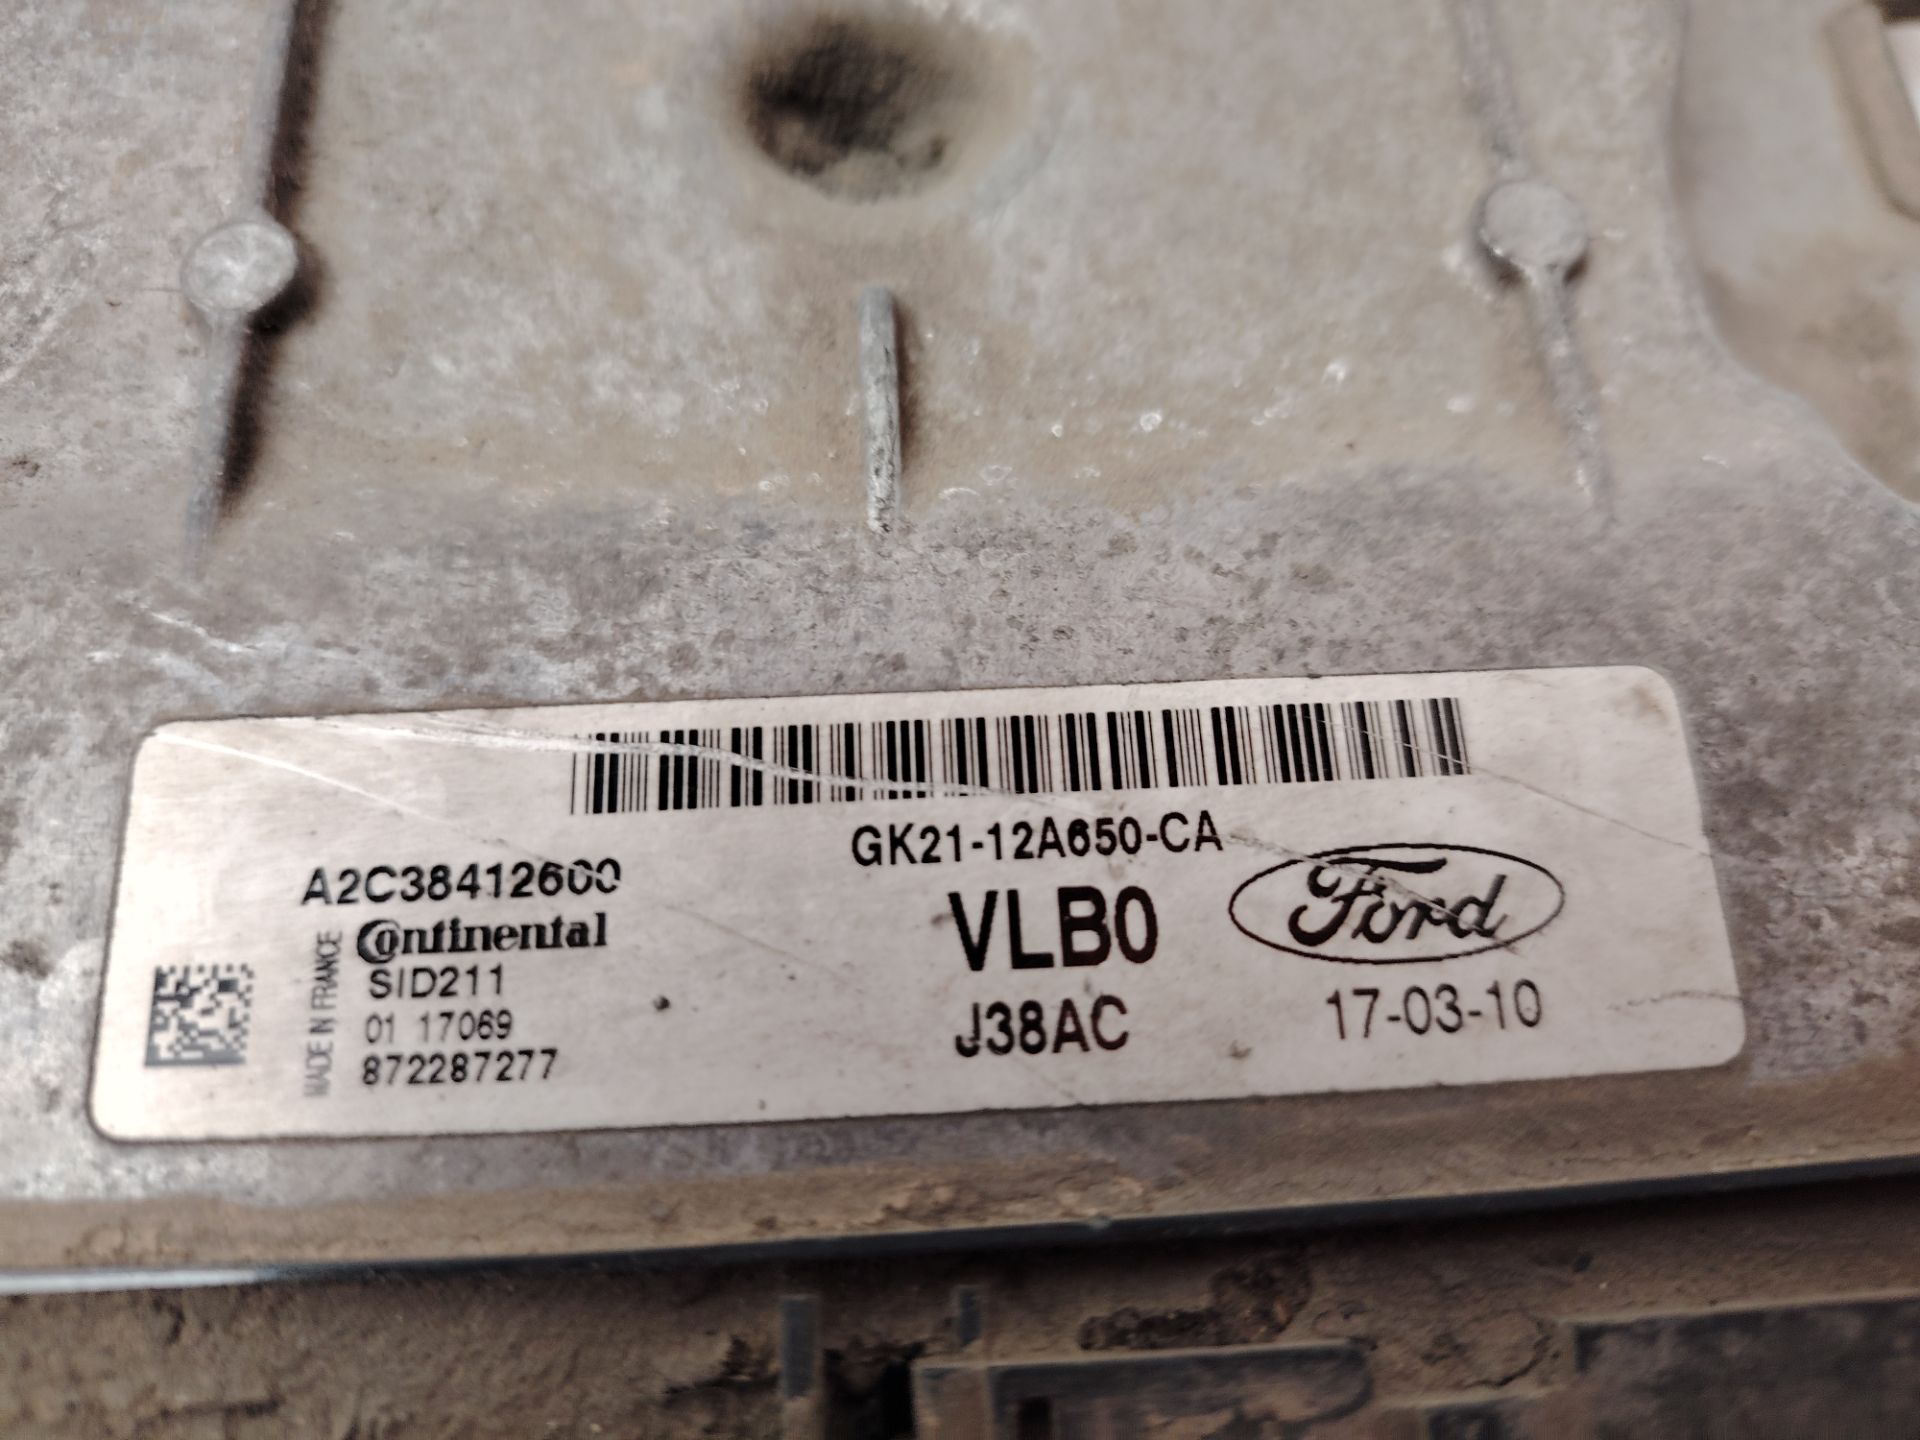 GK21-12A650-CA
A2C38412600
Continental
SID211
01 17069
872287277
MADE IN FRANCE
VLB0
J38AC
Ford
17-03-10